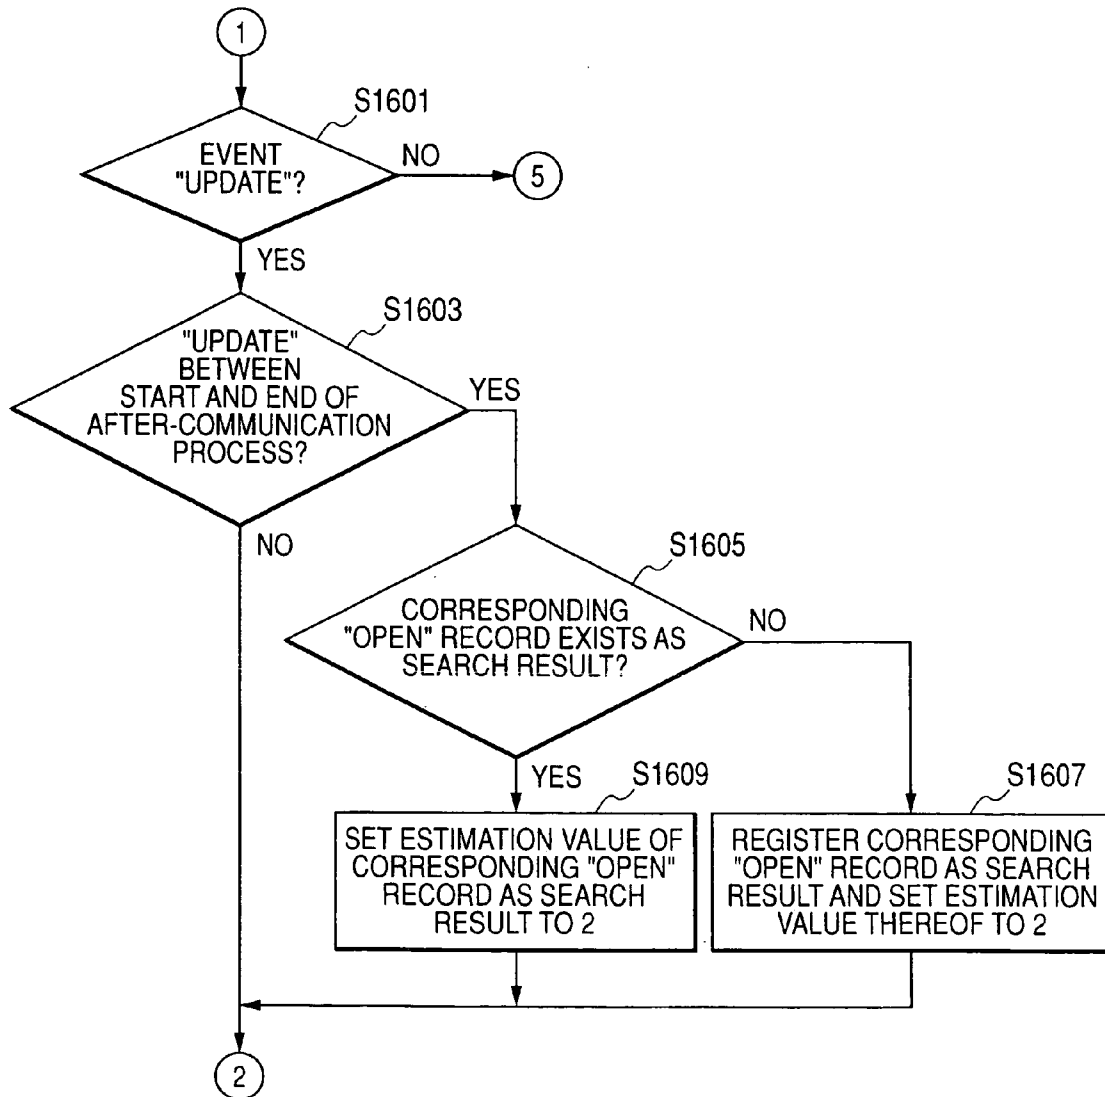 1
S1601
EVENT
"UPDATE"?
NO
5
YES
S1603
"UPDATE"
BETWEEN
START AND END OF
AFTER-COMMUNICATION
PROCESS?
YES
NO
S1605
CORRESPONDING
"OPEN" RECORD EXISTS AS
SEARCH RESULT?
NO
YES
S1609
SET ESTIMATION VALUE OF
CORRESPONDING "OPEN"
RECORD AS SEARCH
RESULT TO 2
S1607
REGISTER CORRESPONDING
"OPEN" RECORD AS SEARCH
RESULT AND SET ESTIMATION
VALUE THEREOF TO 2
2